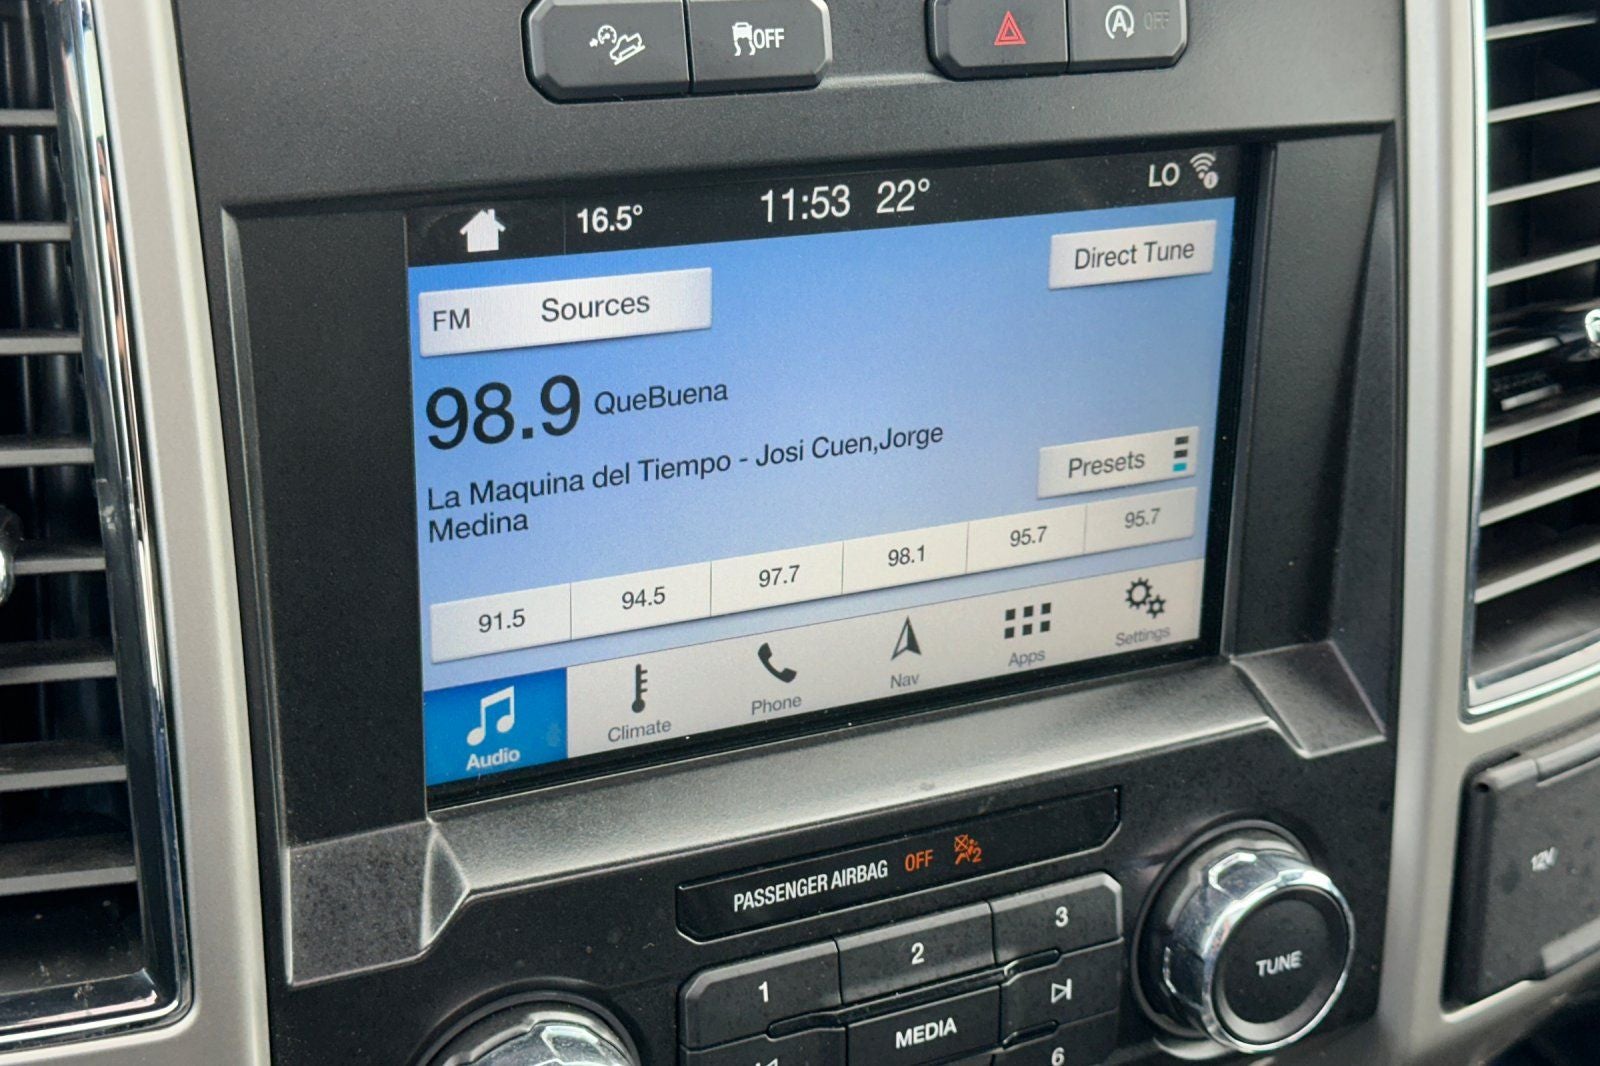 OFF
A OFF
16.5°
11:53 22°
LO
FM Sources
Direct Tune
98.9 QueBuena
La Maquina del Tiempo - Josi Cuen,Jorge
Medina
Presets
91.5 94.5 97.7 98.1 95.7 95.7
Audio Climate Phone Nav Apps Settings
PASSENGER AIRBAG OFF 2
1 2 3
MEDIA
6
TUNE
12V